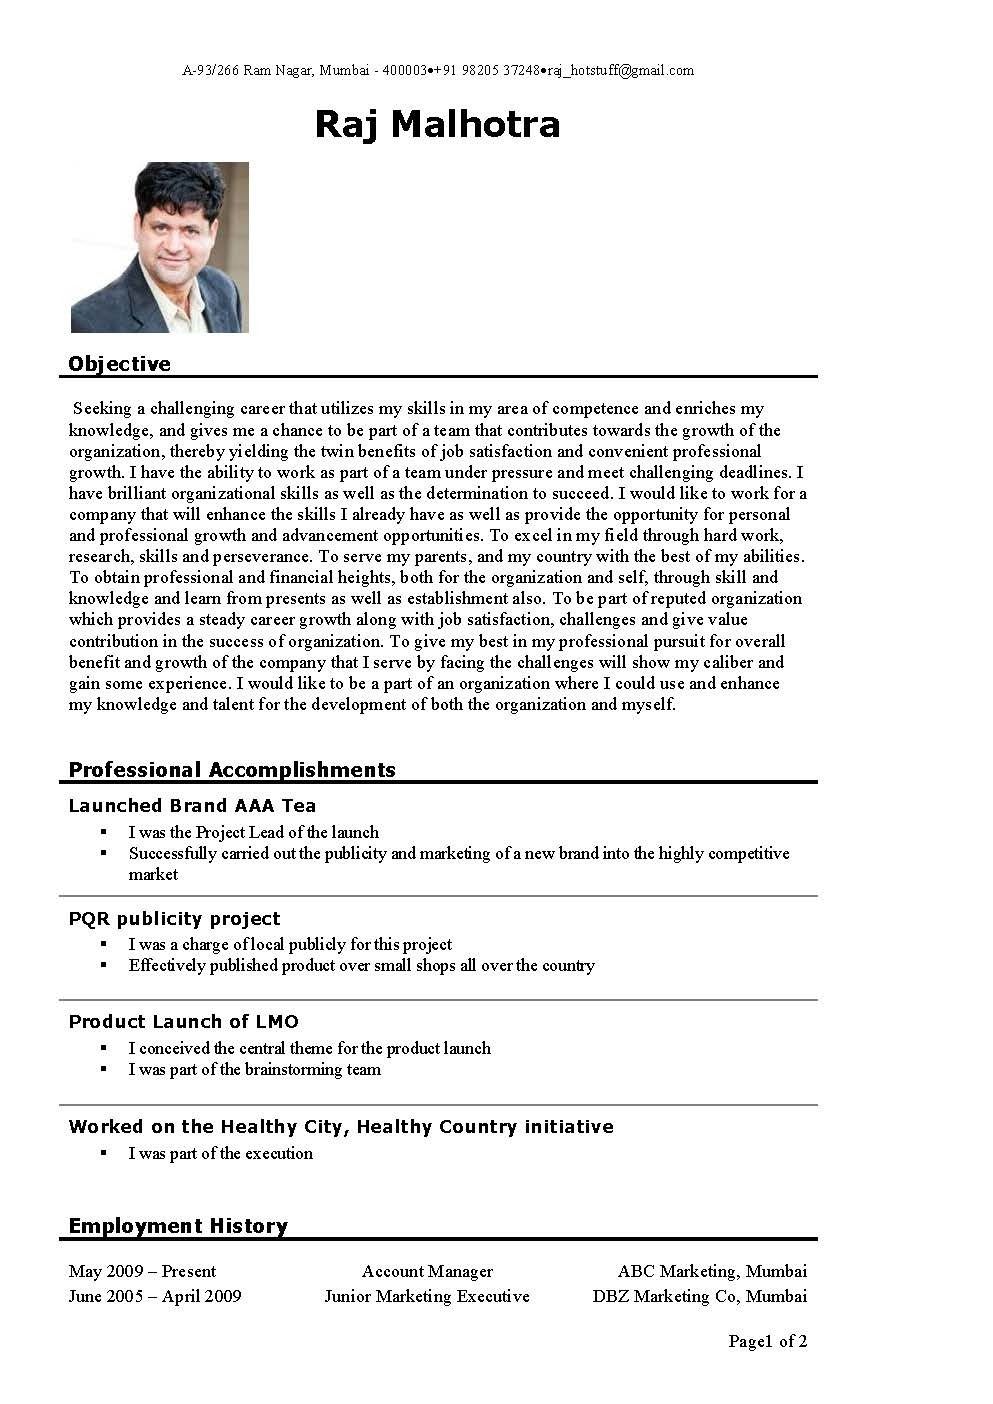 A-93/266 Ram Nagar, Mumbai - 400003•+91 98205 37248•raj_hotstuff@gmail.com
Raj Malhotra
Objective
Seeking a challenging career that utilizes my skills in my area of competence and enriches my
knowledge, and gives me a chance to be part of a team that contributes towards the growth of the
organization, thereby yielding the twin benefits of job satisfaction and convenient professional
growth. I have the ability to work as part of a team under pressure and meet challenging deadlines. I
have brilliant organizational skills as well as the determination to succeed. I would like to work for a
company that will enhance the skills I already have as well as provide the opportunity for personal
and professional growth and advancement opportunities. To excel in my field through hard work,
research, skills and perseverance. To serve my parents, and my country with the best of my abilities.
To obtain professional and financial heights, both for the organization and self, through skill and
knowledge and learn from presents as well as establishment also. To be part of reputed organization
which provides a steady career growth along with job satisfaction, challenges and give value
contribution in the success of organization. To give my best in my professional pursuit for overall
benefit and growth of the company that I serve by facing the challenges will show my caliber and
gain some experience. I would like to be a part of an organization where I could use and enhance
my knowledge and talent for the development of both the organization and myself.
Professional Accomplishments
Launched Brand AAA Tea
▪ I was the Project Lead of the launch
▪ Successfully carried out the publicity and marketing of a new brand into the highly competitive
market
PQR publicity project
▪ I was a charge of local publicly for this project
▪ Effectively published product over small shops all over the country
Product Launch of LMO
▪ I conceived the central theme for the product launch
▪ I was part of the brainstorming team
Worked on the Healthy City, Healthy Country initiative
▪ I was part of the execution
Employment History
May 2009 – Present Account Manager ABC Marketing, Mumbai
June 2005 – April 2009 Junior Marketing Executive DBZ Marketing Co, Mumbai
Page1 of 2